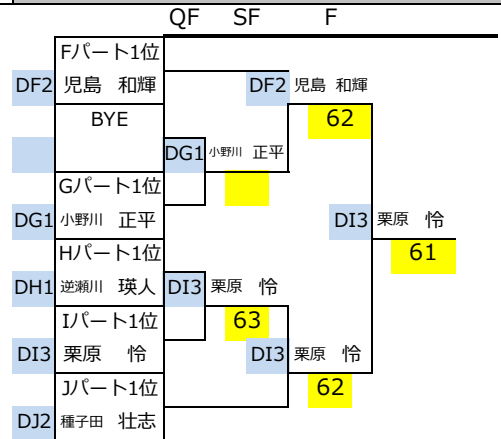 QF SF F
Fパート1位
DF2 児島 和輝 DF2 児島 和輝
BYE 62
DG1 小野川 正平
Gパート1位
DG1 小野川 正平 DI3 栗原 怜
Hパート1位 61
DH1 逆瀬川 瑛人 DI3 栗原 怜
Iパート1位 63
DI3 栗原 怜 DI3 栗原 怜
Jパート1位 62
DJ2 種子田 壮志